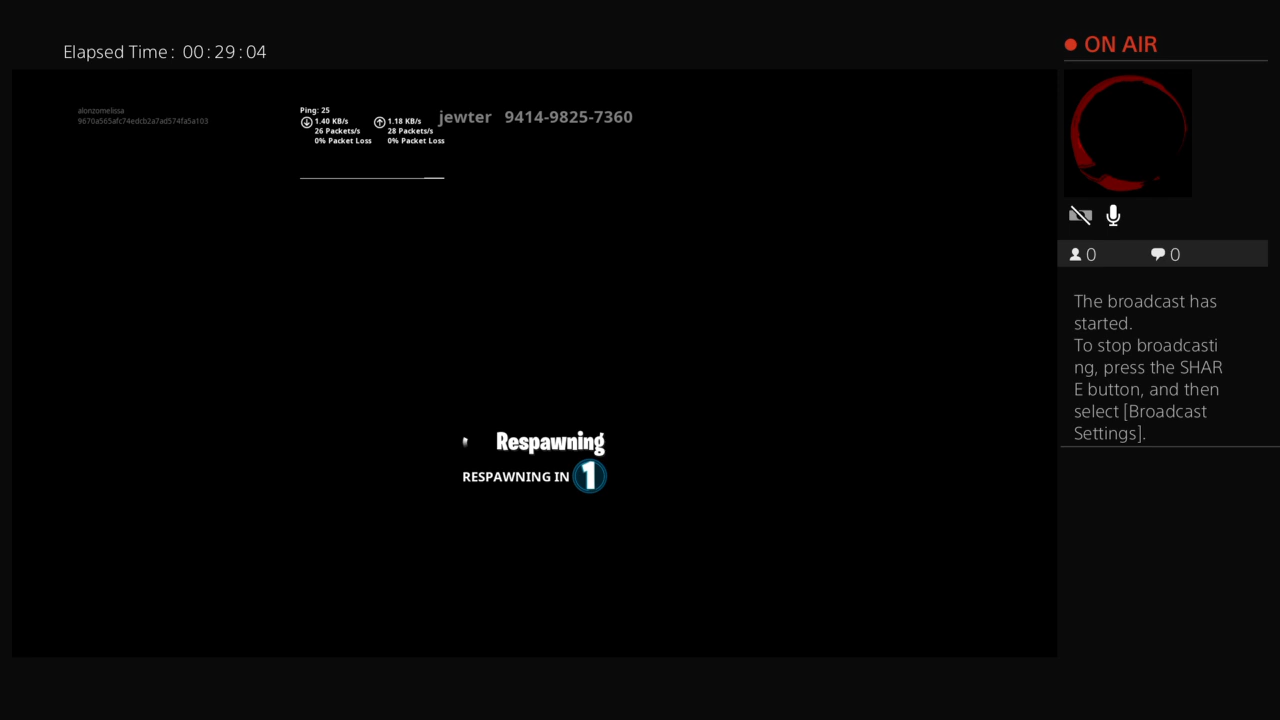 Elapsed Time: 00:29:04
ON AIR
alonzomelissa
9670a565afc74edcb2a7ad574fa5a103
Ping: 25
1.40 KB/s 1.18 KB/s
26 Packets/s 28 Packets/s
0% Packet Loss 0% Packet Loss
jewter 9414-9825-7360
0 0
The broadcast has
started.
To stop broadcasti
ng, press the SHAR
E button, and then
select [Broadcast
Settings].
Respawning
RESPAWNING IN 1